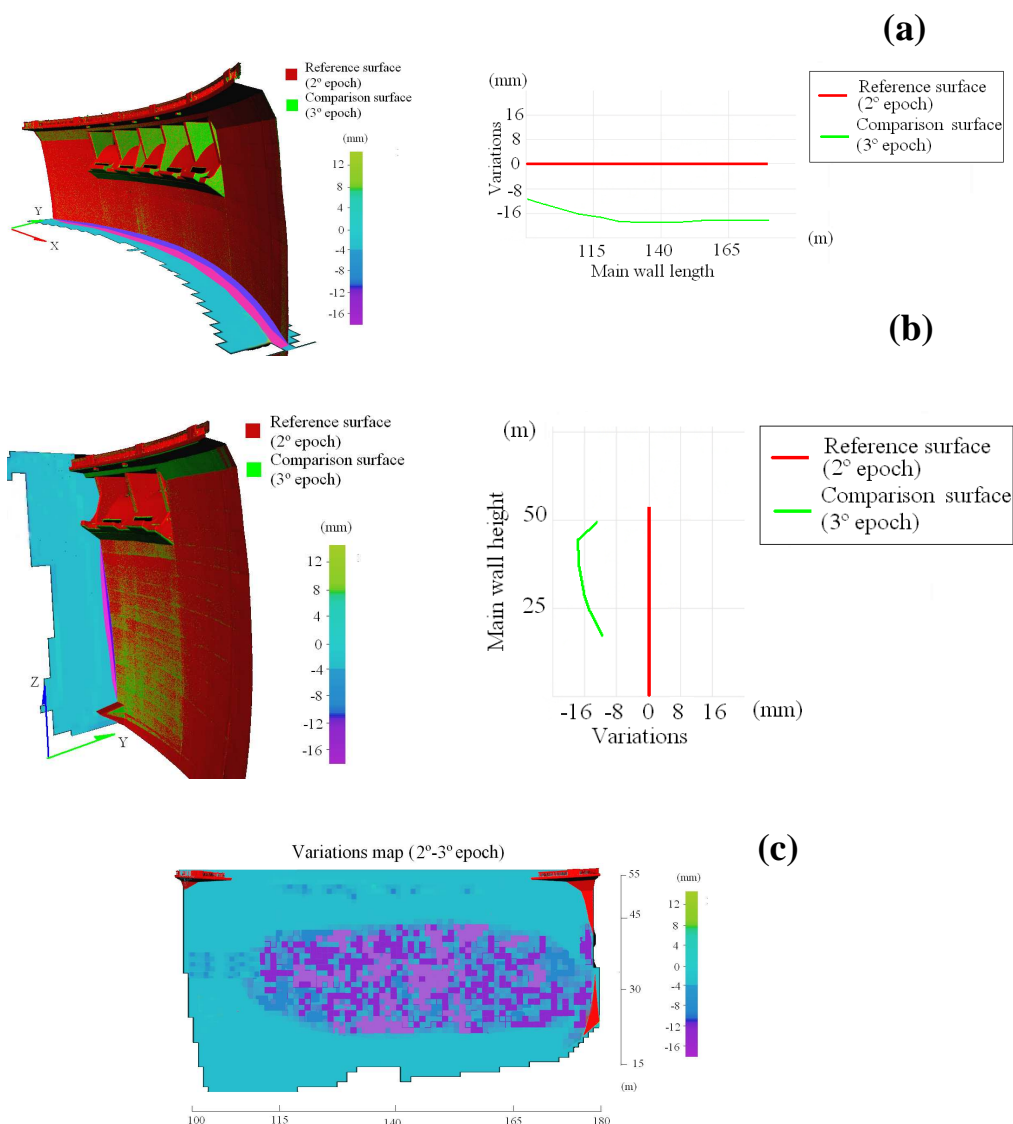 (a)
Reference surface
(2º epoch)
Comparison surface
(3º epoch)
(mm)
12
8
4
0
-4
-8
-12
-16
Y
X
(mm)
16
8
0
-8
-16
Variations
115
140
165
(m)
Main wall length
Reference surface
(2º epoch)
Comparison surface
(3º epoch)
(b)
Reference surface
(2º epoch)
Comparison surface
(3º epoch)
(mm)
12
8
4
0
-4
-8
-12
-16
Z
Y
(m)
50
25
Main wall height
-16 -8 0 8 16 (mm)
Variations
Reference surface
(2º epoch)
Comparison surface
(3º epoch)
(c)
Variations map (2º-3º epoch)
55
45
30
15
(m)
(mm)
12
8
4
0
-4
-8
-12
-16
100 115 140 165 180